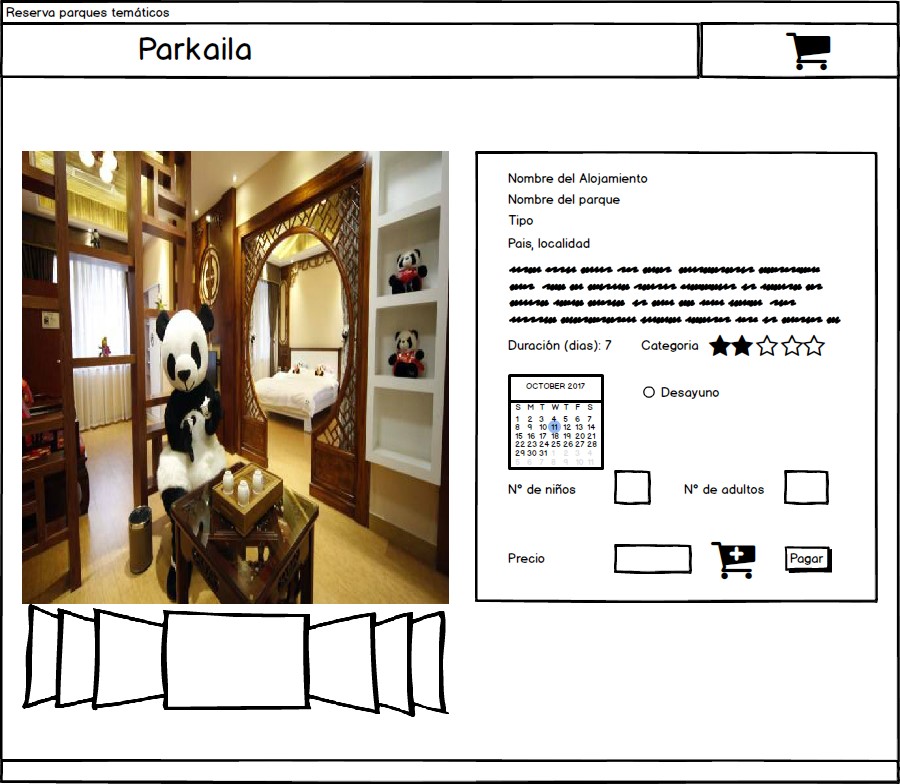 Reserva parques temáticos
Parkaila
Nombre del Alojamiento
Nombre del parque
Tipo
Pais, localidad
Duración (dias): 7 Categoria
OCTOBER 2017
S M T W T F S
1 2 3 4 5 6 7
8 9 10 11 12 13 14
15 16 17 18 19 20 21
22 23 24 25 26 27 28
29 30 31 1 2 3 4
5 6 7 8 9 10 11
Desayuno
N° de niños N° de adultos
Precio Pagar